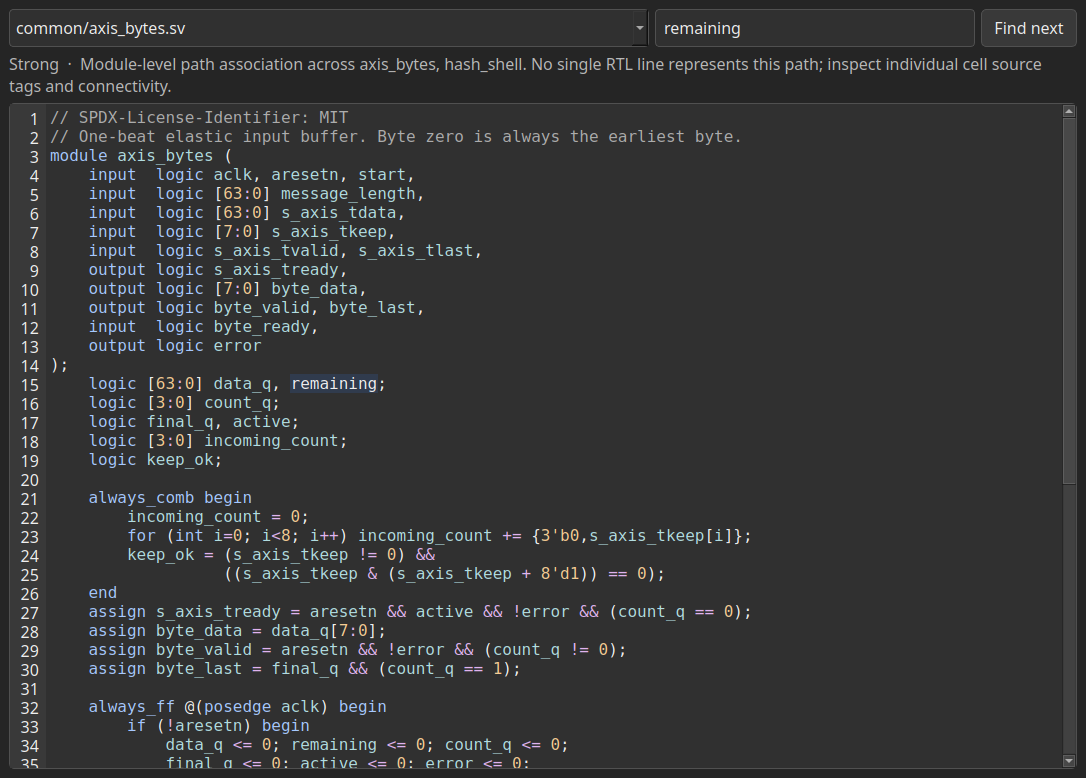 common/axis_bytes.sv
remaining
Find next
Strong · Module-level path association across axis_bytes, hash_shell. No single RTL line represents this path; inspect individual cell source
tags and connectivity.
1 // SPDX-License-Identifier: MIT
2 // One-beat elastic input buffer. Byte zero is always the earliest byte.
3 module axis_bytes (
4     input  logic aclk, aresetn, start,
5     input  logic [63:0] message_length,
6     input  logic [63:0] s_axis_tdata,
7     input  logic [7:0] s_axis_tkeep,
8     input  logic s_axis_tvalid, s_axis_tlast,
9     output logic s_axis_tready,
10     output logic [7:0] byte_data,
11     output logic byte_valid, byte_last,
12     input  logic byte_ready,
13     output logic error
14 );
15     logic [63:0] data_q, remaining;
16     logic [3:0] count_q;
17     logic final_q, active;
18     logic [3:0] incoming_count;
19     logic keep_ok;
20
21     always_comb begin
22         incoming_count = 0;
23         for (int i=0; i<8; i++) incoming_count += {3'b0,s_axis_tkeep[i]};
24         keep_ok = (s_axis_tkeep != 0) &&
25                   ((s_axis_tkeep & (s_axis_tkeep + 8'd1)) == 0);
26     end
27     assign s_axis_tready = aresetn && active && !error && (count_q == 0);
28     assign byte_data = data_q[7:0];
29     assign byte_valid = aresetn && !error && (count_q != 0);
30     assign byte_last = final_q && (count_q == 1);
31
32     always_ff @(posedge aclk) begin
33         if (!aresetn) begin
34             data_q <= 0; remaining <= 0; count_q <= 0;
35             final_q <= 0; active <= 0; error <= 0;